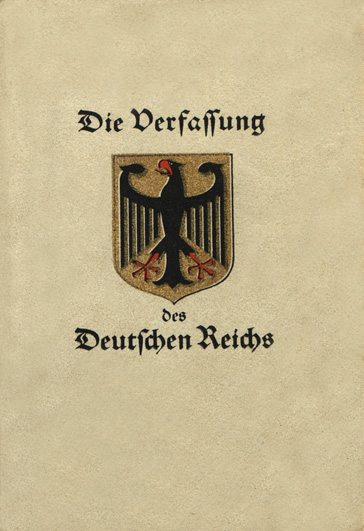 Die Verfassung
des
Deutschen Reichs